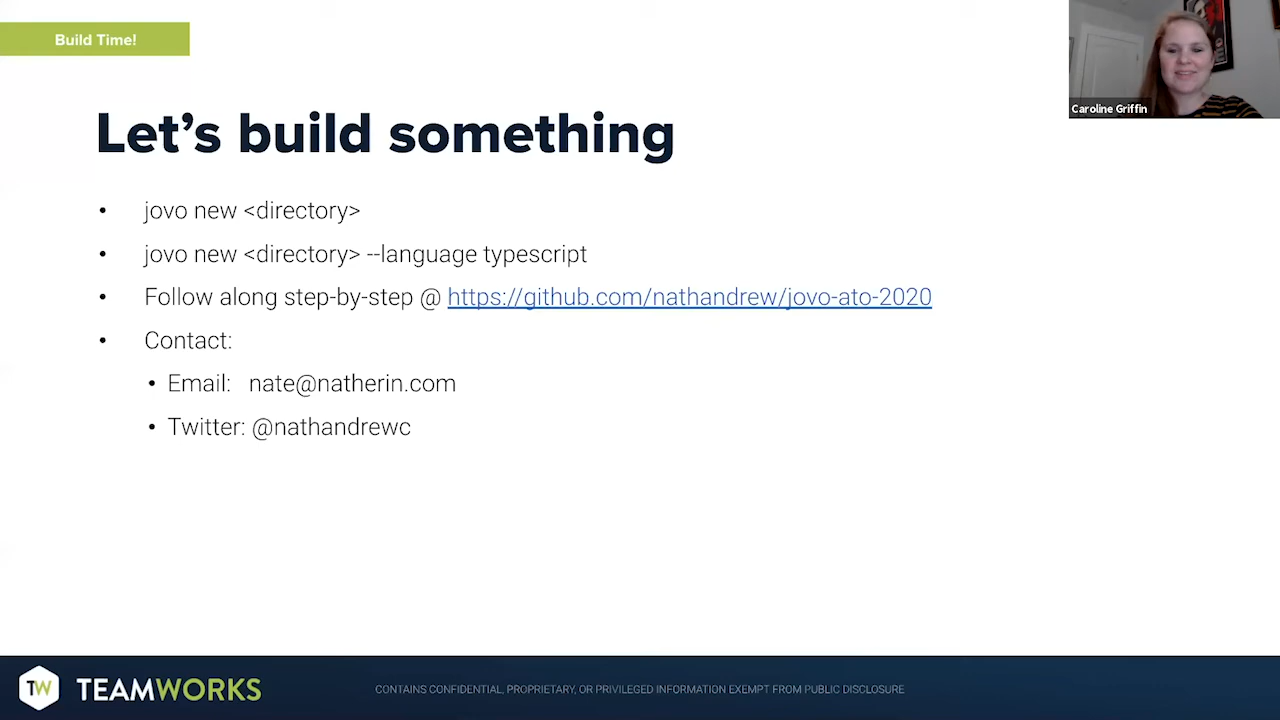 Build Time!
Caroline Griffin
Let's build something
• jovo new <directory>
• jovo new <directory> --language typescript
• Follow along step-by-step @ https://github.com/nathandrew/jovo-ato-2020
• Contact:
• Email: nate@natherin.com
• Twitter: @nathandrewc
TW TEAMWORKS
CONTAINS CONFIDENTIAL, PROPRIETARY, OR PRIVILEGED INFORMATION EXEMPT FROM PUBLIC DISCLOSURE